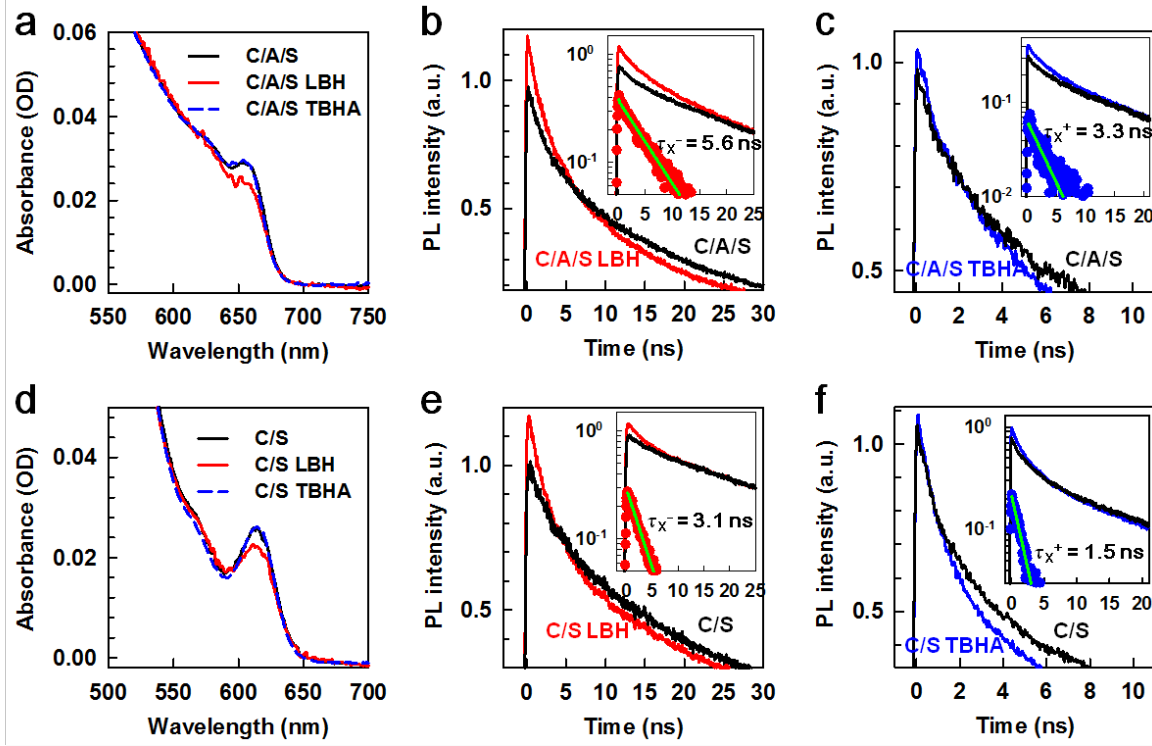 a
0.06
0.04
0.02
0.00
Absorbance (OD)
C/A/S
C/A/S LBH
C/A/S TBHA
550 600 650 700 750
Wavelength (nm)
b
1.0
0.5
PL intensity (a.u.)
10⁰
10⁻¹
τX⁻ = 5.6 ns
0 5 10 15 20 25
C/A/S LBH
C/A/S
0 5 10 15 20 25 30
Time (ns)
c
1.0
0.5
PL intensity (a.u.)
10⁰
10⁻¹
10⁻²
τX⁺ = 3.3 ns
0 5 10 15 20
C/A/S TBHA
C/A/S
0 2 4 6 8 10
Time (ns)
d
0.04
0.02
0.00
Absorbance (OD)
C/S
C/S LBH
C/S TBHA
500 550 600 650 700
Wavelength (nm)
e
1.0
0.5
PL intensity (a.u.)
10⁰
10⁻¹
τX⁻ = 3.1 ns
0 5 10 15 20 25
C/S LBH
C/S
0 5 10 15 20 25 30
Time (ns)
f
1.0
0.5
PL intensity (a.u.)
10⁰
10⁻¹
τX⁺ = 1.5 ns
0 5 10 15 20
C/S TBHA
C/S
0 2 4 6 8 10
Time (ns)